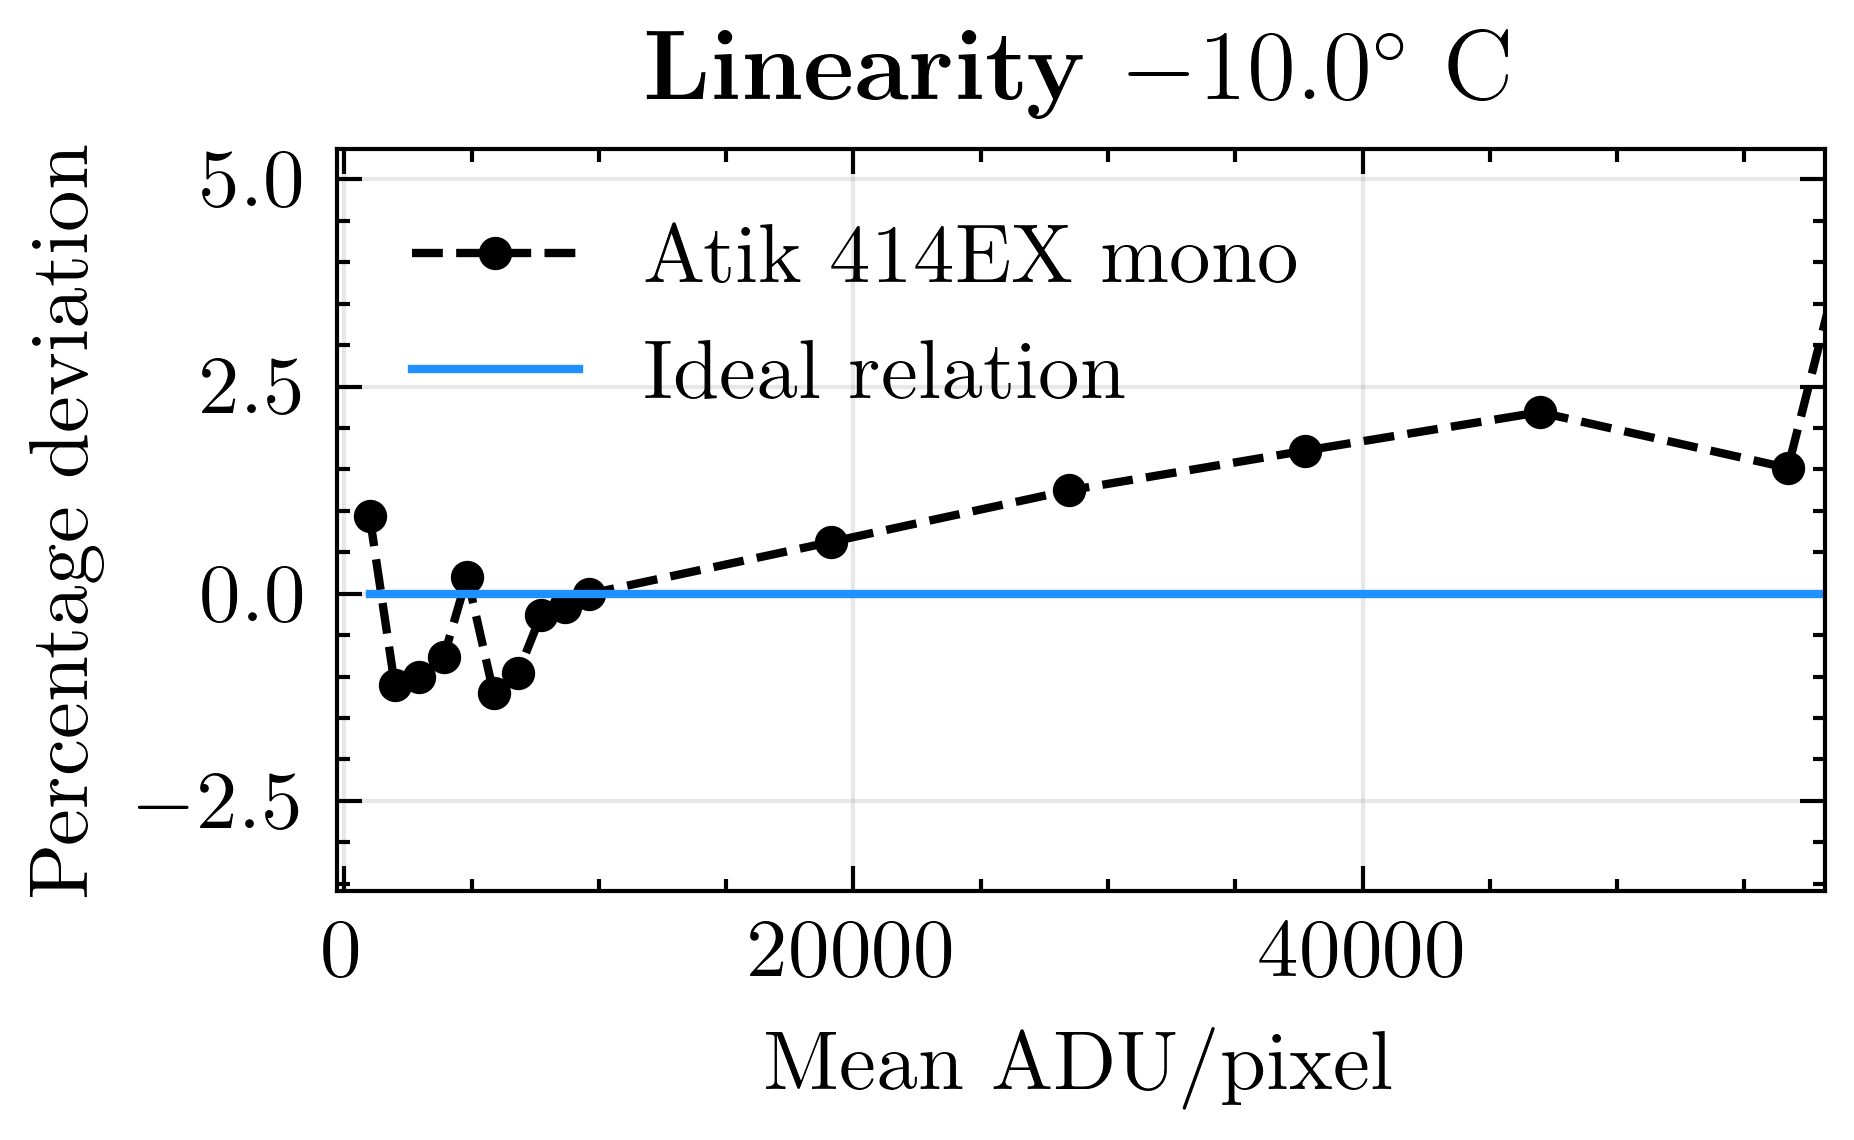 Linearity −10.0° C
Percentage deviation
5.0
2.5
0.0
−2.5
Atik 414EX mono
Ideal relation
0 20000 40000
Mean ADU/pixel